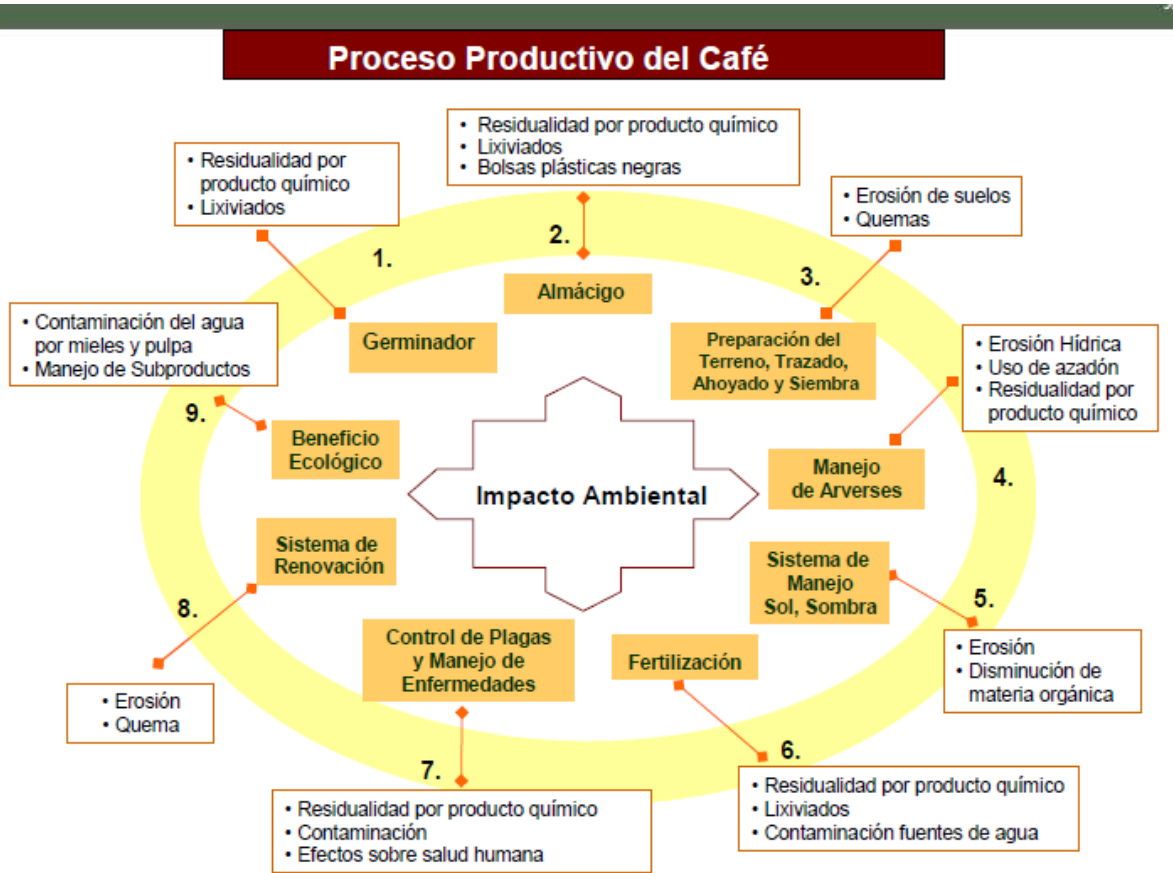 Proceso Productivo del Café
• Residualidad por
producto químico
• Lixiviados
1.
Germinador
• Residualidad por producto químico
• Lixiviados
• Bolsas plásticas negras
2.
Almácigo
• Erosión de suelos
• Quemas
3.
Preparación del
Terreno, Trazado,
Ahoyado y Siembra
• Erosión Hídrica
• Uso de azadón
• Residualidad por
producto químico
4.
Manejo
de Arverses
Sistema de
Manejo
Sol, Sombra
5.
• Erosión
• Disminución de
materia orgánica
Fertilización
6.
• Residualidad por producto químico
• Lixiviados
• Contaminación fuentes de agua
Control de Plagas
y Manejo de
Enfermedades
7.
• Residualidad por producto químico
• Contaminación
• Efectos sobre salud humana
Sistema de
Renovación
8.
• Erosión
• Quema
• Contaminación del agua
por mieles y pulpa
• Manejo de Subproductos
9.
Beneficio
Ecológico
Impacto Ambiental